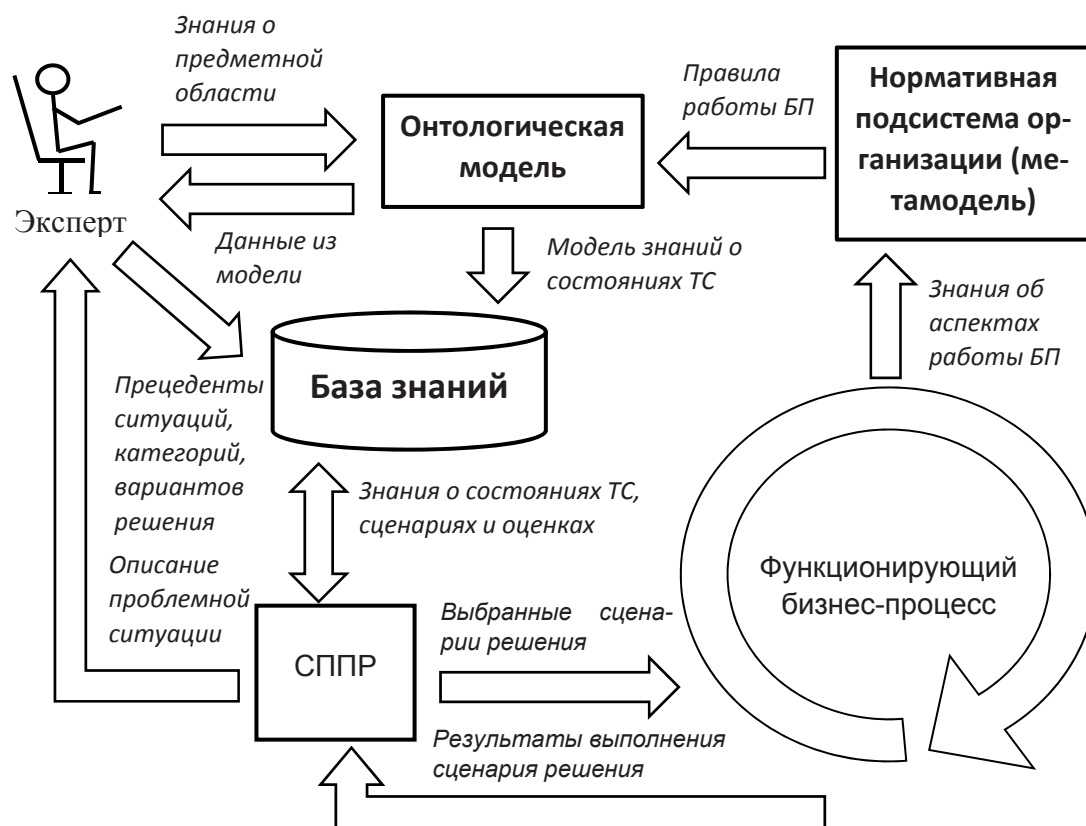 Знания о
предметной
области
Эксперт
Онтологическая
модель
Правила
работы БП
Нормативная
подсистема ор-
ганизации (ме-
тамодель)
Данные из
модели
Модель знаний о
состояниях ТС
Знания об
аспектах
работы БП
База знаний
Прецеденты
ситуаций,
категорий,
вариантов
решения
Знания о состояниях ТС,
сценариях и оценках
Описание
проблемной
ситуации
СППР
Выбранные сцена-
рии решения
Функционирующий
бизнес-процесс
Результаты выполнения
сценария решения